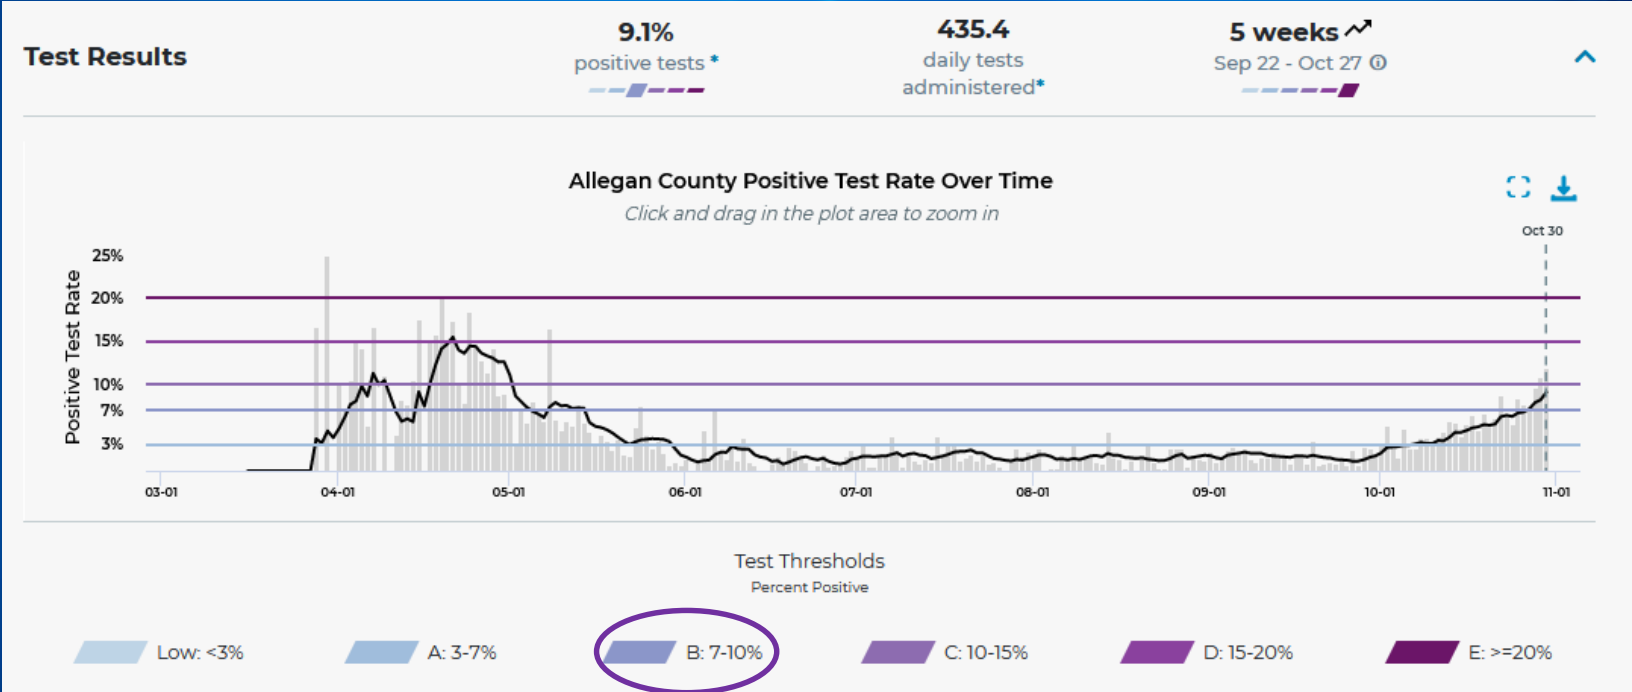 Test Results
9.1%
positive tests *
435.4
daily tests
administered*
5 weeks
Sep 22 - Oct 27
Allegan County Positive Test Rate Over Time
Click and drag in the plot area to zoom in
Oct 30
Positive Test Rate
25%
20%
15%
10%
7%
3%
03-01
04-01
05-01
06-01
07-01
08-01
09-01
10-01
11-01
Test Thresholds
Percent Positive
Low: <3%
A: 3-7%
B: 7-10%
C: 10-15%
D: 15-20%
E: >=20%